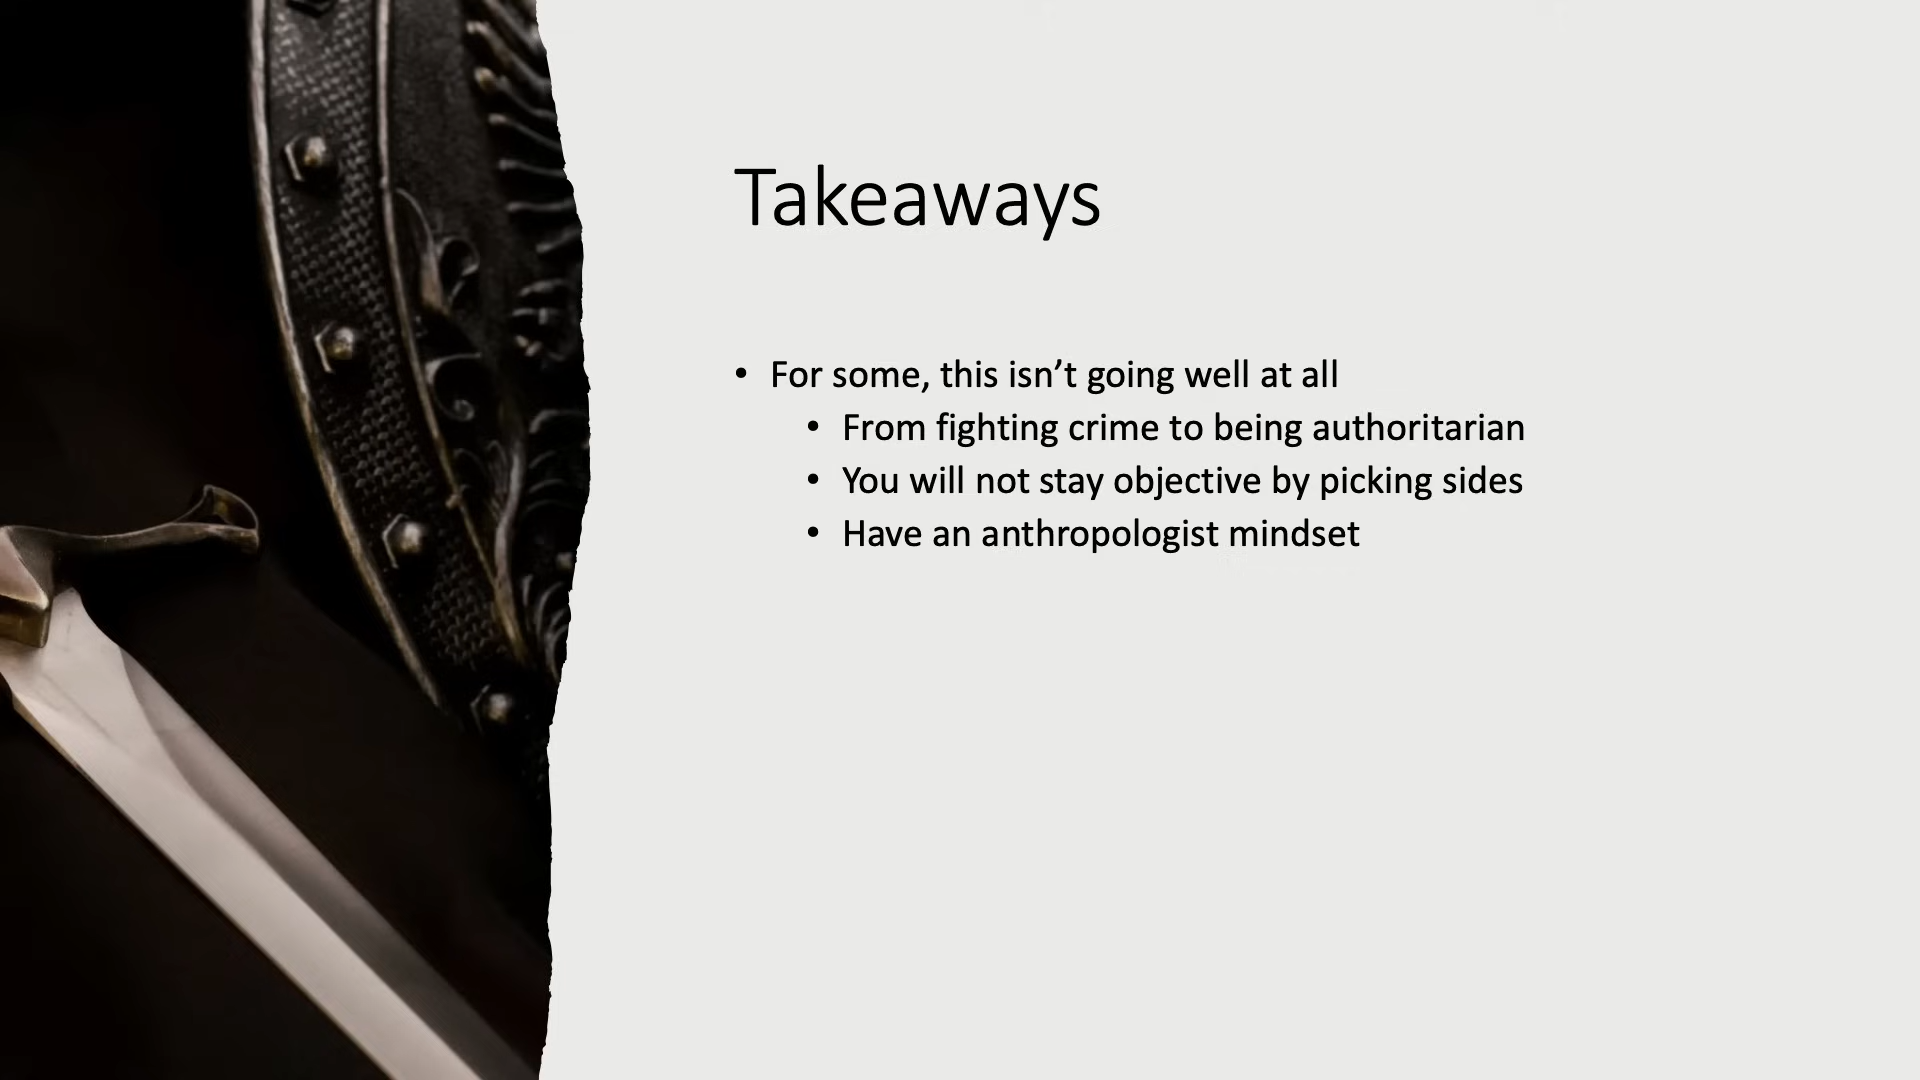 Takeaways
• For some, this isn’t going well at all
• From fighting crime to being authoritarian
• You will not stay objective by picking sides
• Have an anthropologist mindset